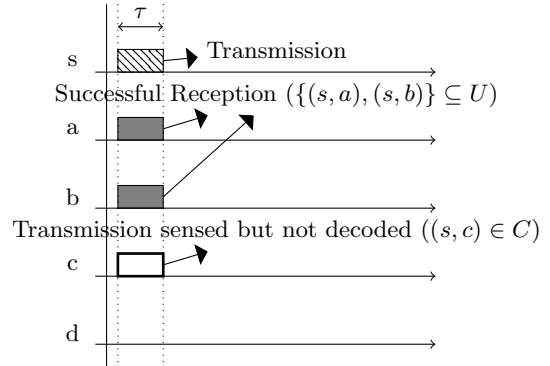 τ
s
Transmission
Successful Reception ({(s, a), (s, b)} ⊆ U)
a
b
Transmission sensed but not decoded ((s, c) ∈ C)
c
d